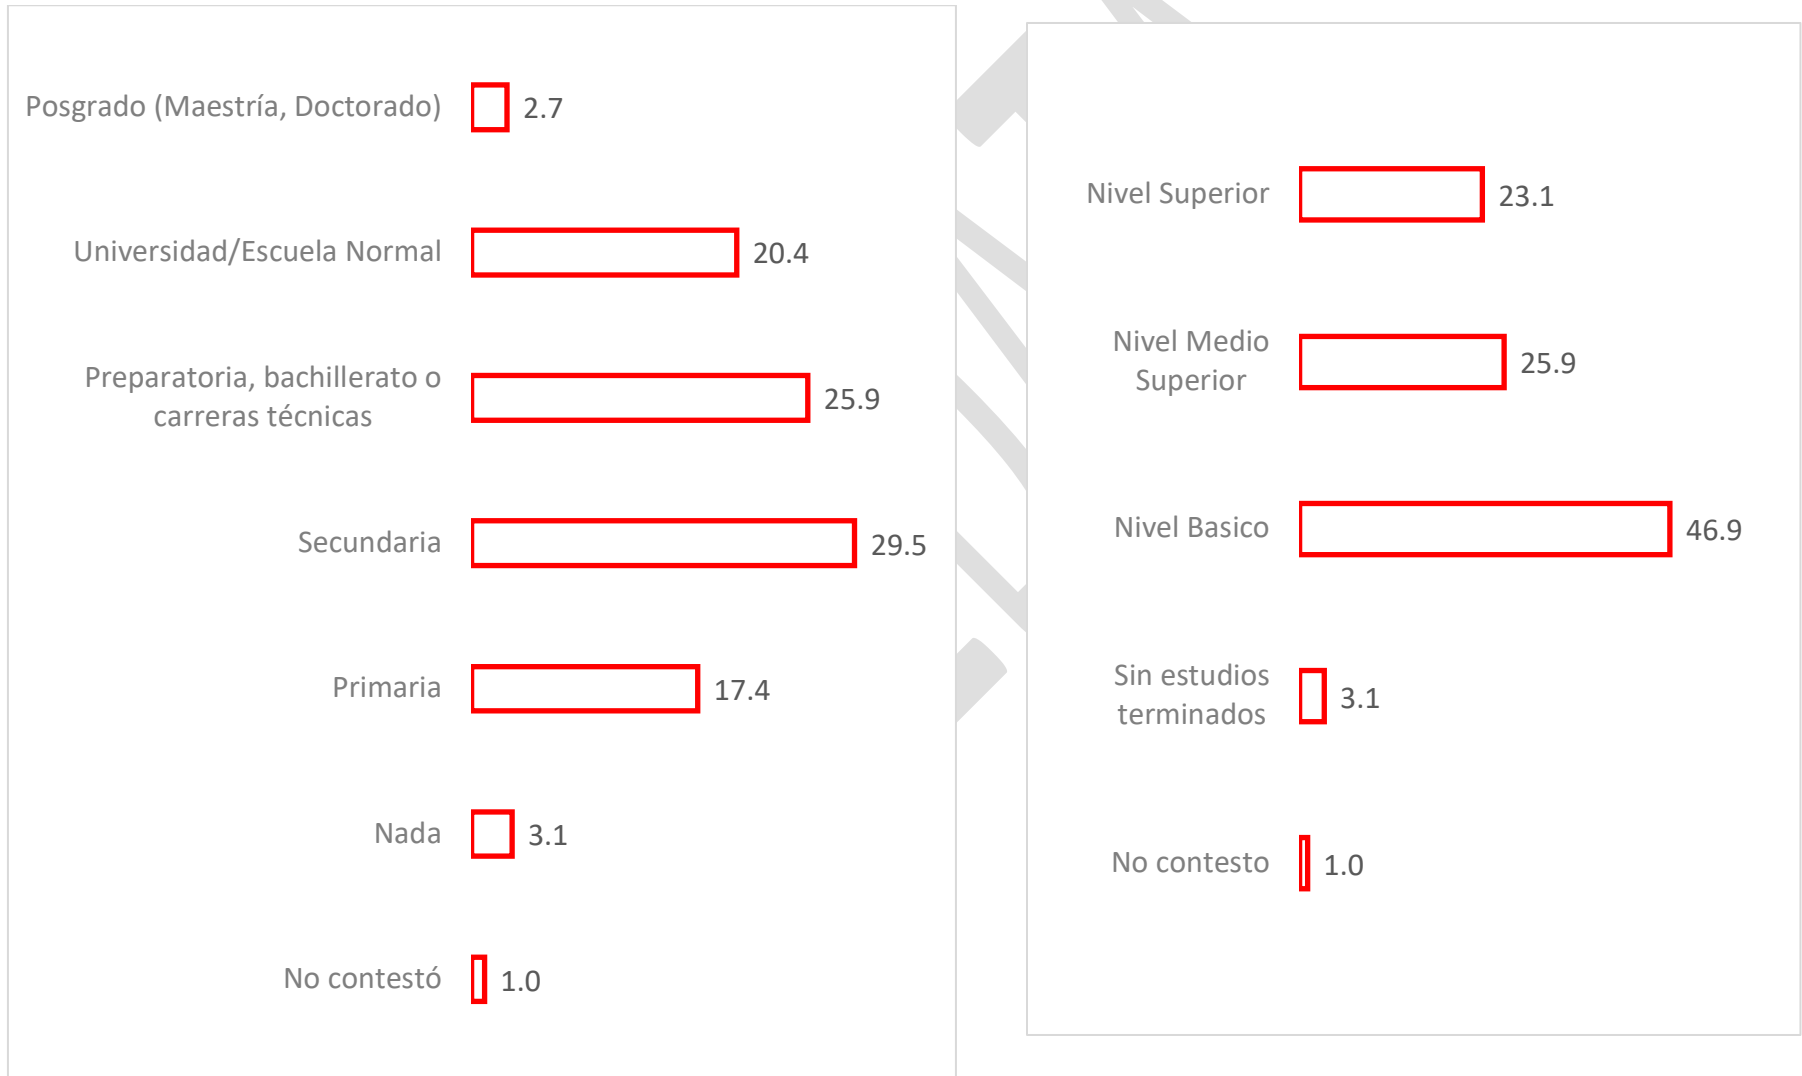 Posgrado (Maestría, Doctorado) 2.7
Universidad/Escuela Normal 20.4
Preparatoria, bachillerato o
carreras técnicas 25.9
Secundaria 29.5
Primaria 17.4
Nada 3.1
No contestó 1.0
Nivel Superior 23.1
Nivel Medio
Superior 25.9
Nivel Basico 46.9
Sin estudios
terminados 3.1
No contesto 1.0